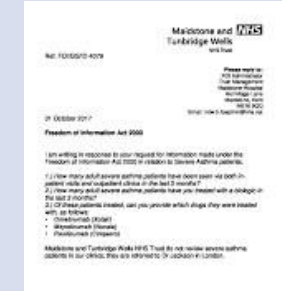 Maidstone and NHS
Tunbridge Wells
NHS Trust
Ref: FOI/GS/ID 4079
Please reply to:
FOI Administrator
Trust Management
Maidstone Hospital
Hermitage Lane
Maidstone, Kent
ME16 9QQ
Email:
31 October 2017
Freedom of Information Act 2000
I am writing in response to your request for information made under the
Freedom of Information Act 2000 in relation to Severe Asthma patients.
1.) How many adult severe asthma patients have been seen via both in-
patient visits and outpatient clinics in the last 3 months?
2.) How many adult severe asthma patients have you treated with a biologic in
the last 3 months?
3.) Of these patients treated, can you provide which drugs they were treated
with, as follows:
• Omalizumab (Xolair)
• Mepolizumab (Nucala)
• Reslizumab (Cinqaero)
Maidstone and Tunbridge Wells NHS Trust do not review severe asthma
patients in our clinics, they are referred to Dr Jackson in London.